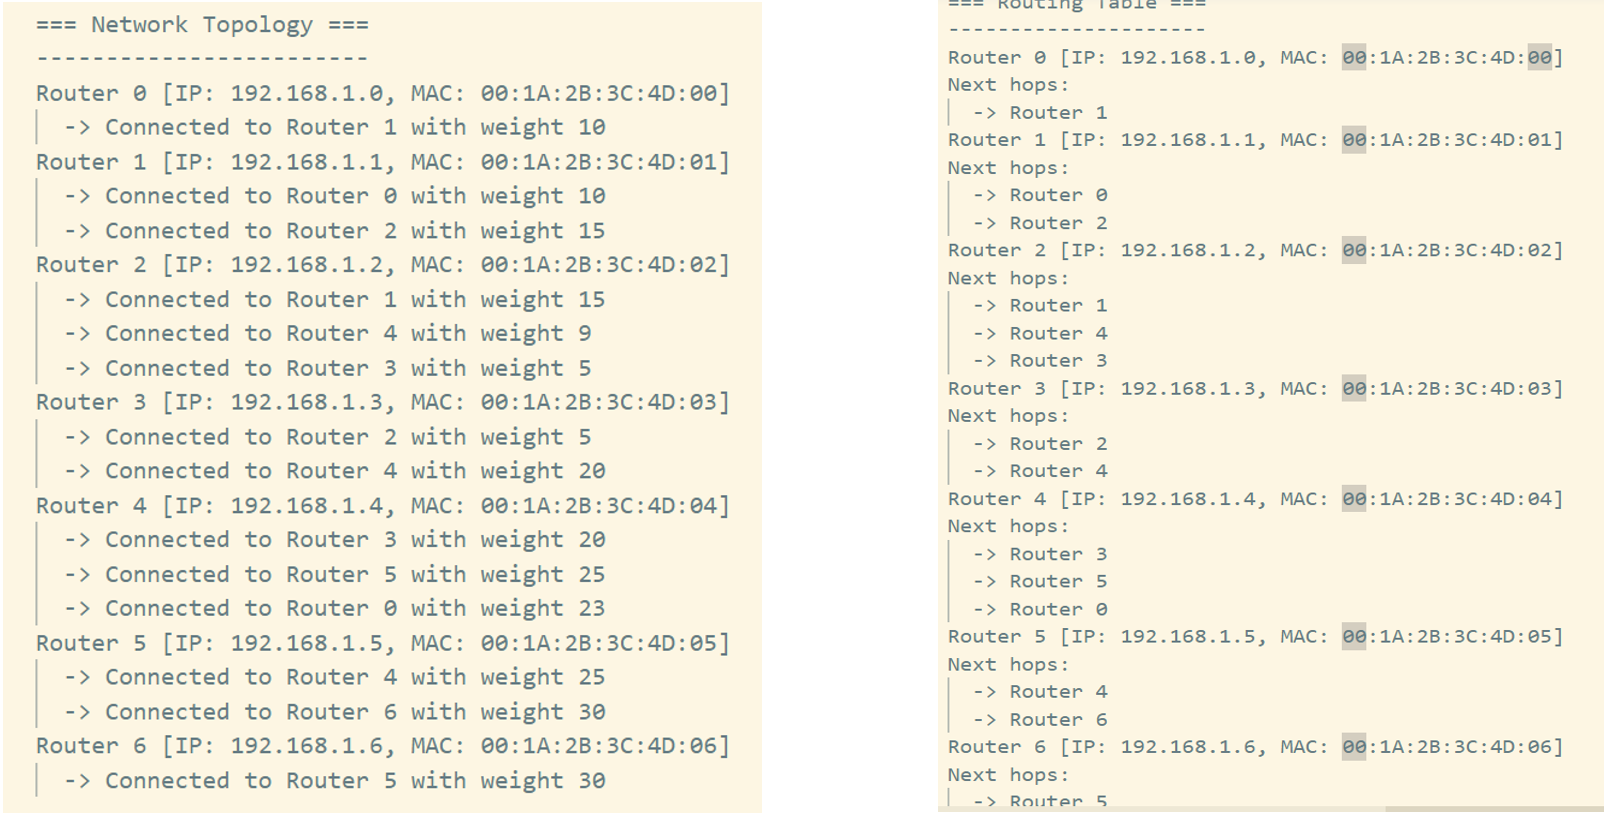 === Network Topology ===
------------------------
Router 0 [IP: 192.168.1.0, MAC: 00:1A:2B:3C:4D:00]
-> Connected to Router 1 with weight 10
Router 1 [IP: 192.168.1.1, MAC: 00:1A:2B:3C:4D:01]
-> Connected to Router 0 with weight 10
-> Connected to Router 2 with weight 15
Router 2 [IP: 192.168.1.2, MAC: 00:1A:2B:3C:4D:02]
-> Connected to Router 1 with weight 15
-> Connected to Router 4 with weight 9
-> Connected to Router 3 with weight 5
Router 3 [IP: 192.168.1.3, MAC: 00:1A:2B:3C:4D:03]
-> Connected to Router 2 with weight 5
-> Connected to Router 4 with weight 20
Router 4 [IP: 192.168.1.4, MAC: 00:1A:2B:3C:4D:04]
-> Connected to Router 3 with weight 20
-> Connected to Router 5 with weight 25
-> Connected to Router 0 with weight 23
Router 5 [IP: 192.168.1.5, MAC: 00:1A:2B:3C:4D:05]
-> Connected to Router 4 with weight 25
-> Connected to Router 6 with weight 30
Router 6 [IP: 192.168.1.6, MAC: 00:1A:2B:3C:4D:06]
-> Connected to Router 5 with weight 30
=== Routing Table ===
---------------------
Router 0 [IP: 192.168.1.0, MAC: 00:1A:2B:3C:4D:00]
Next hops:
-> Router 1
Router 1 [IP: 192.168.1.1, MAC: 00:1A:2B:3C:4D:01]
Next hops:
-> Router 0
-> Router 2
Router 2 [IP: 192.168.1.2, MAC: 00:1A:2B:3C:4D:02]
Next hops:
-> Router 1
-> Router 4
-> Router 3
Router 3 [IP: 192.168.1.3, MAC: 00:1A:2B:3C:4D:03]
Next hops:
-> Router 2
-> Router 4
Router 4 [IP: 192.168.1.4, MAC: 00:1A:2B:3C:4D:04]
Next hops:
-> Router 3
-> Router 5
-> Router 0
Router 5 [IP: 192.168.1.5, MAC: 00:1A:2B:3C:4D:05]
Next hops:
-> Router 4
-> Router 6
Router 6 [IP: 192.168.1.6, MAC: 00:1A:2B:3C:4D:06]
Next hops:
-> Router 5